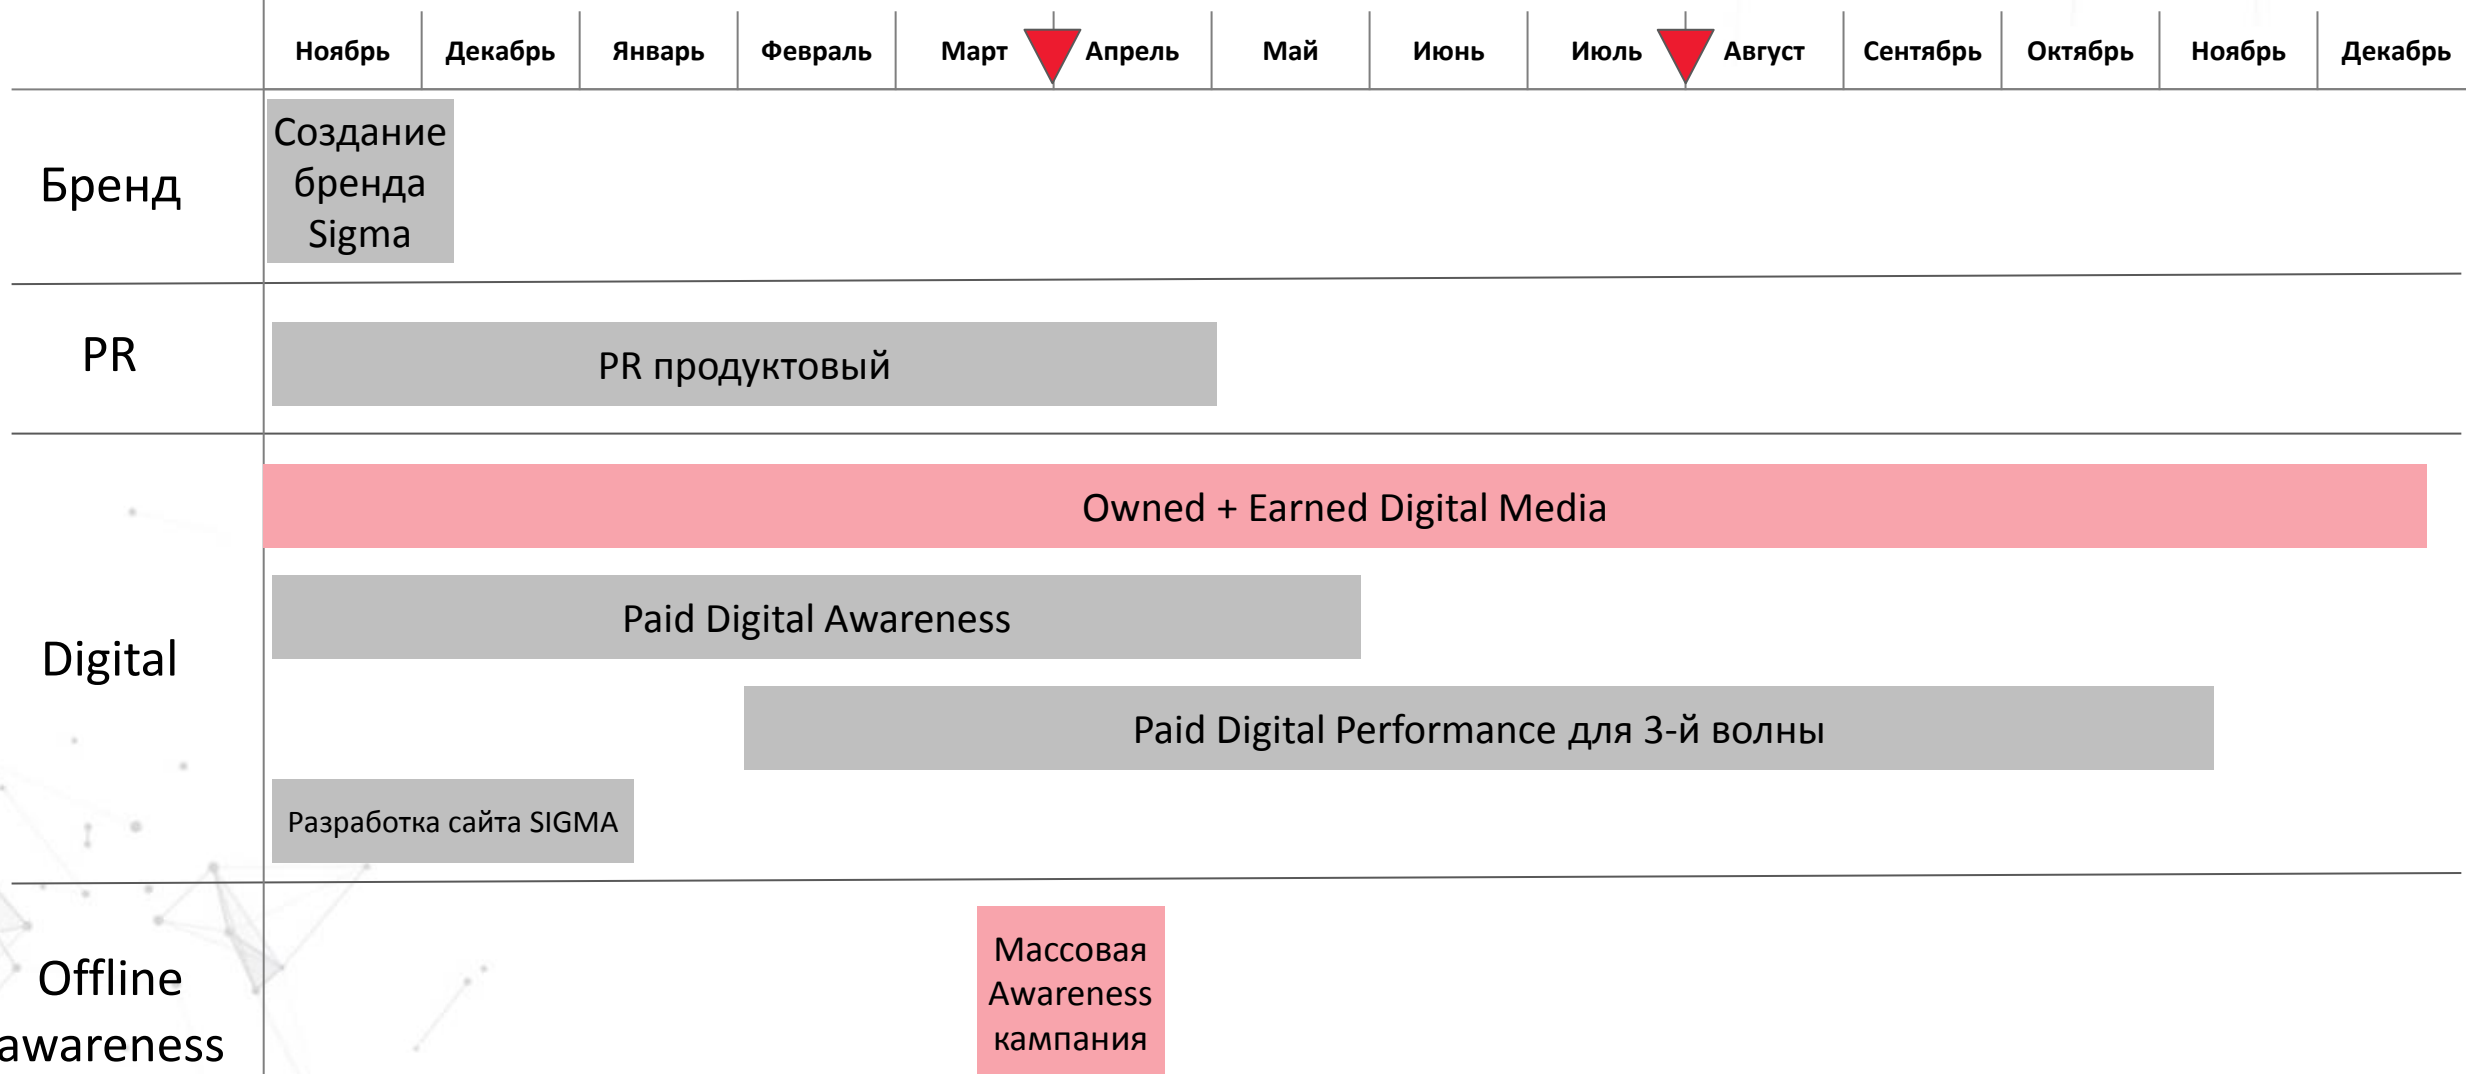 Ноябрь Декабрь Январь Февраль Март Апрель Май Июнь Июль Август Сентябрь Октябрь Ноябрь Декабрь
Бренд
Создание
бренда
Sigma
PR
PR продуктовый
Digital
Owned + Earned Digital Media
Paid Digital Awareness
Paid Digital Performance для 3-й волны
Разработка сайта SIGMA
Offline
awareness
Массовая
Awareness
кампания